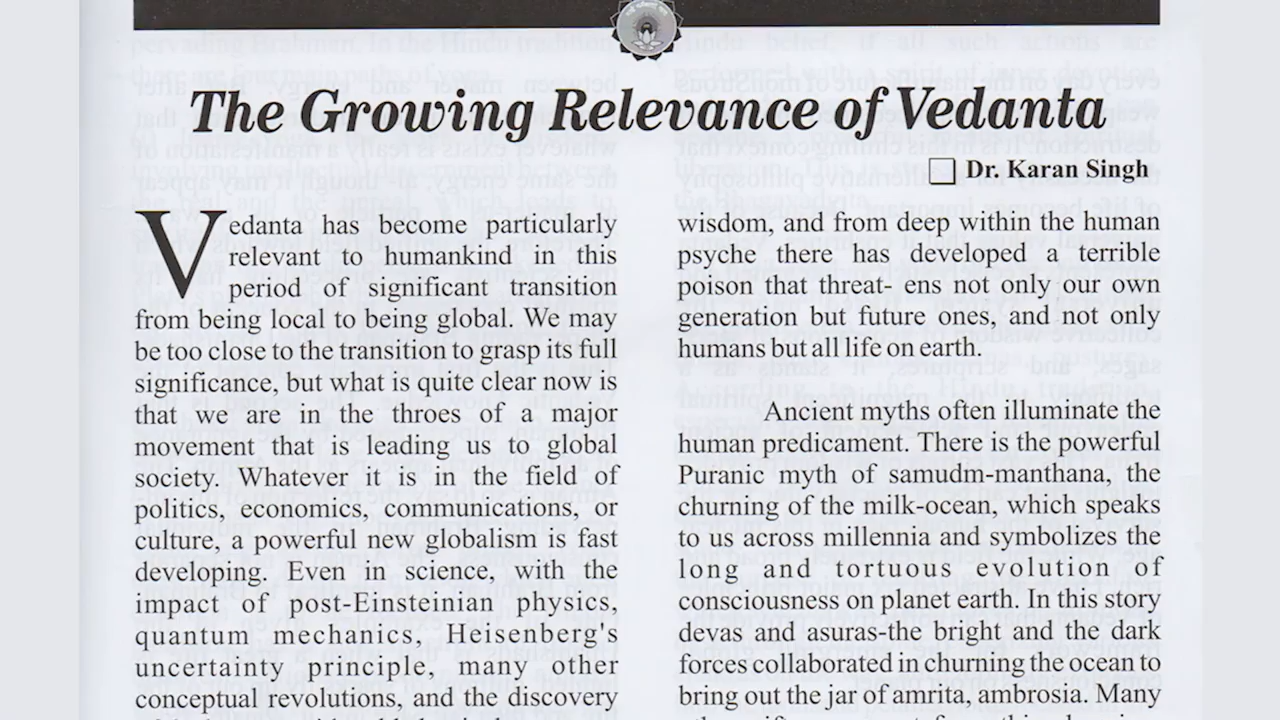 The Growing Relevance of Vedanta
Dr. Karan Singh
Vedanta has become particularly
relevant to humankind in this
period of significant transition
from being local to being global. We may
be too close to the transition to grasp its full
significance, but what is quite clear now is
that we are in the throes of a major
movement that is leading us to global
society. Whatever it is in the field of
politics, economics, communications, or
culture, a powerful new globalism is fast
developing. Even in science, with the
impact of post-Einsteinian physics,
quantum mechanics, Heisenberg's
uncertainty principle, many other
conceptual revolutions, and the discovery
wisdom, and from deep within the human
psyche there has developed a terrible
poison that threat- ens not only our own
generation but future ones, and not only
humans but all life on earth.
Ancient myths often illuminate the
human predicament. There is the powerful
Puranic myth of samudra-manthana, the
churning of the milk-ocean, which speaks
to us across millennia and symbolizes the
long and tortuous evolution of
consciousness on planet earth. In this story
devas and asuras-the bright and the dark
forces collaborated in churning the ocean to
bring out the jar of amrita, ambrosia. Many